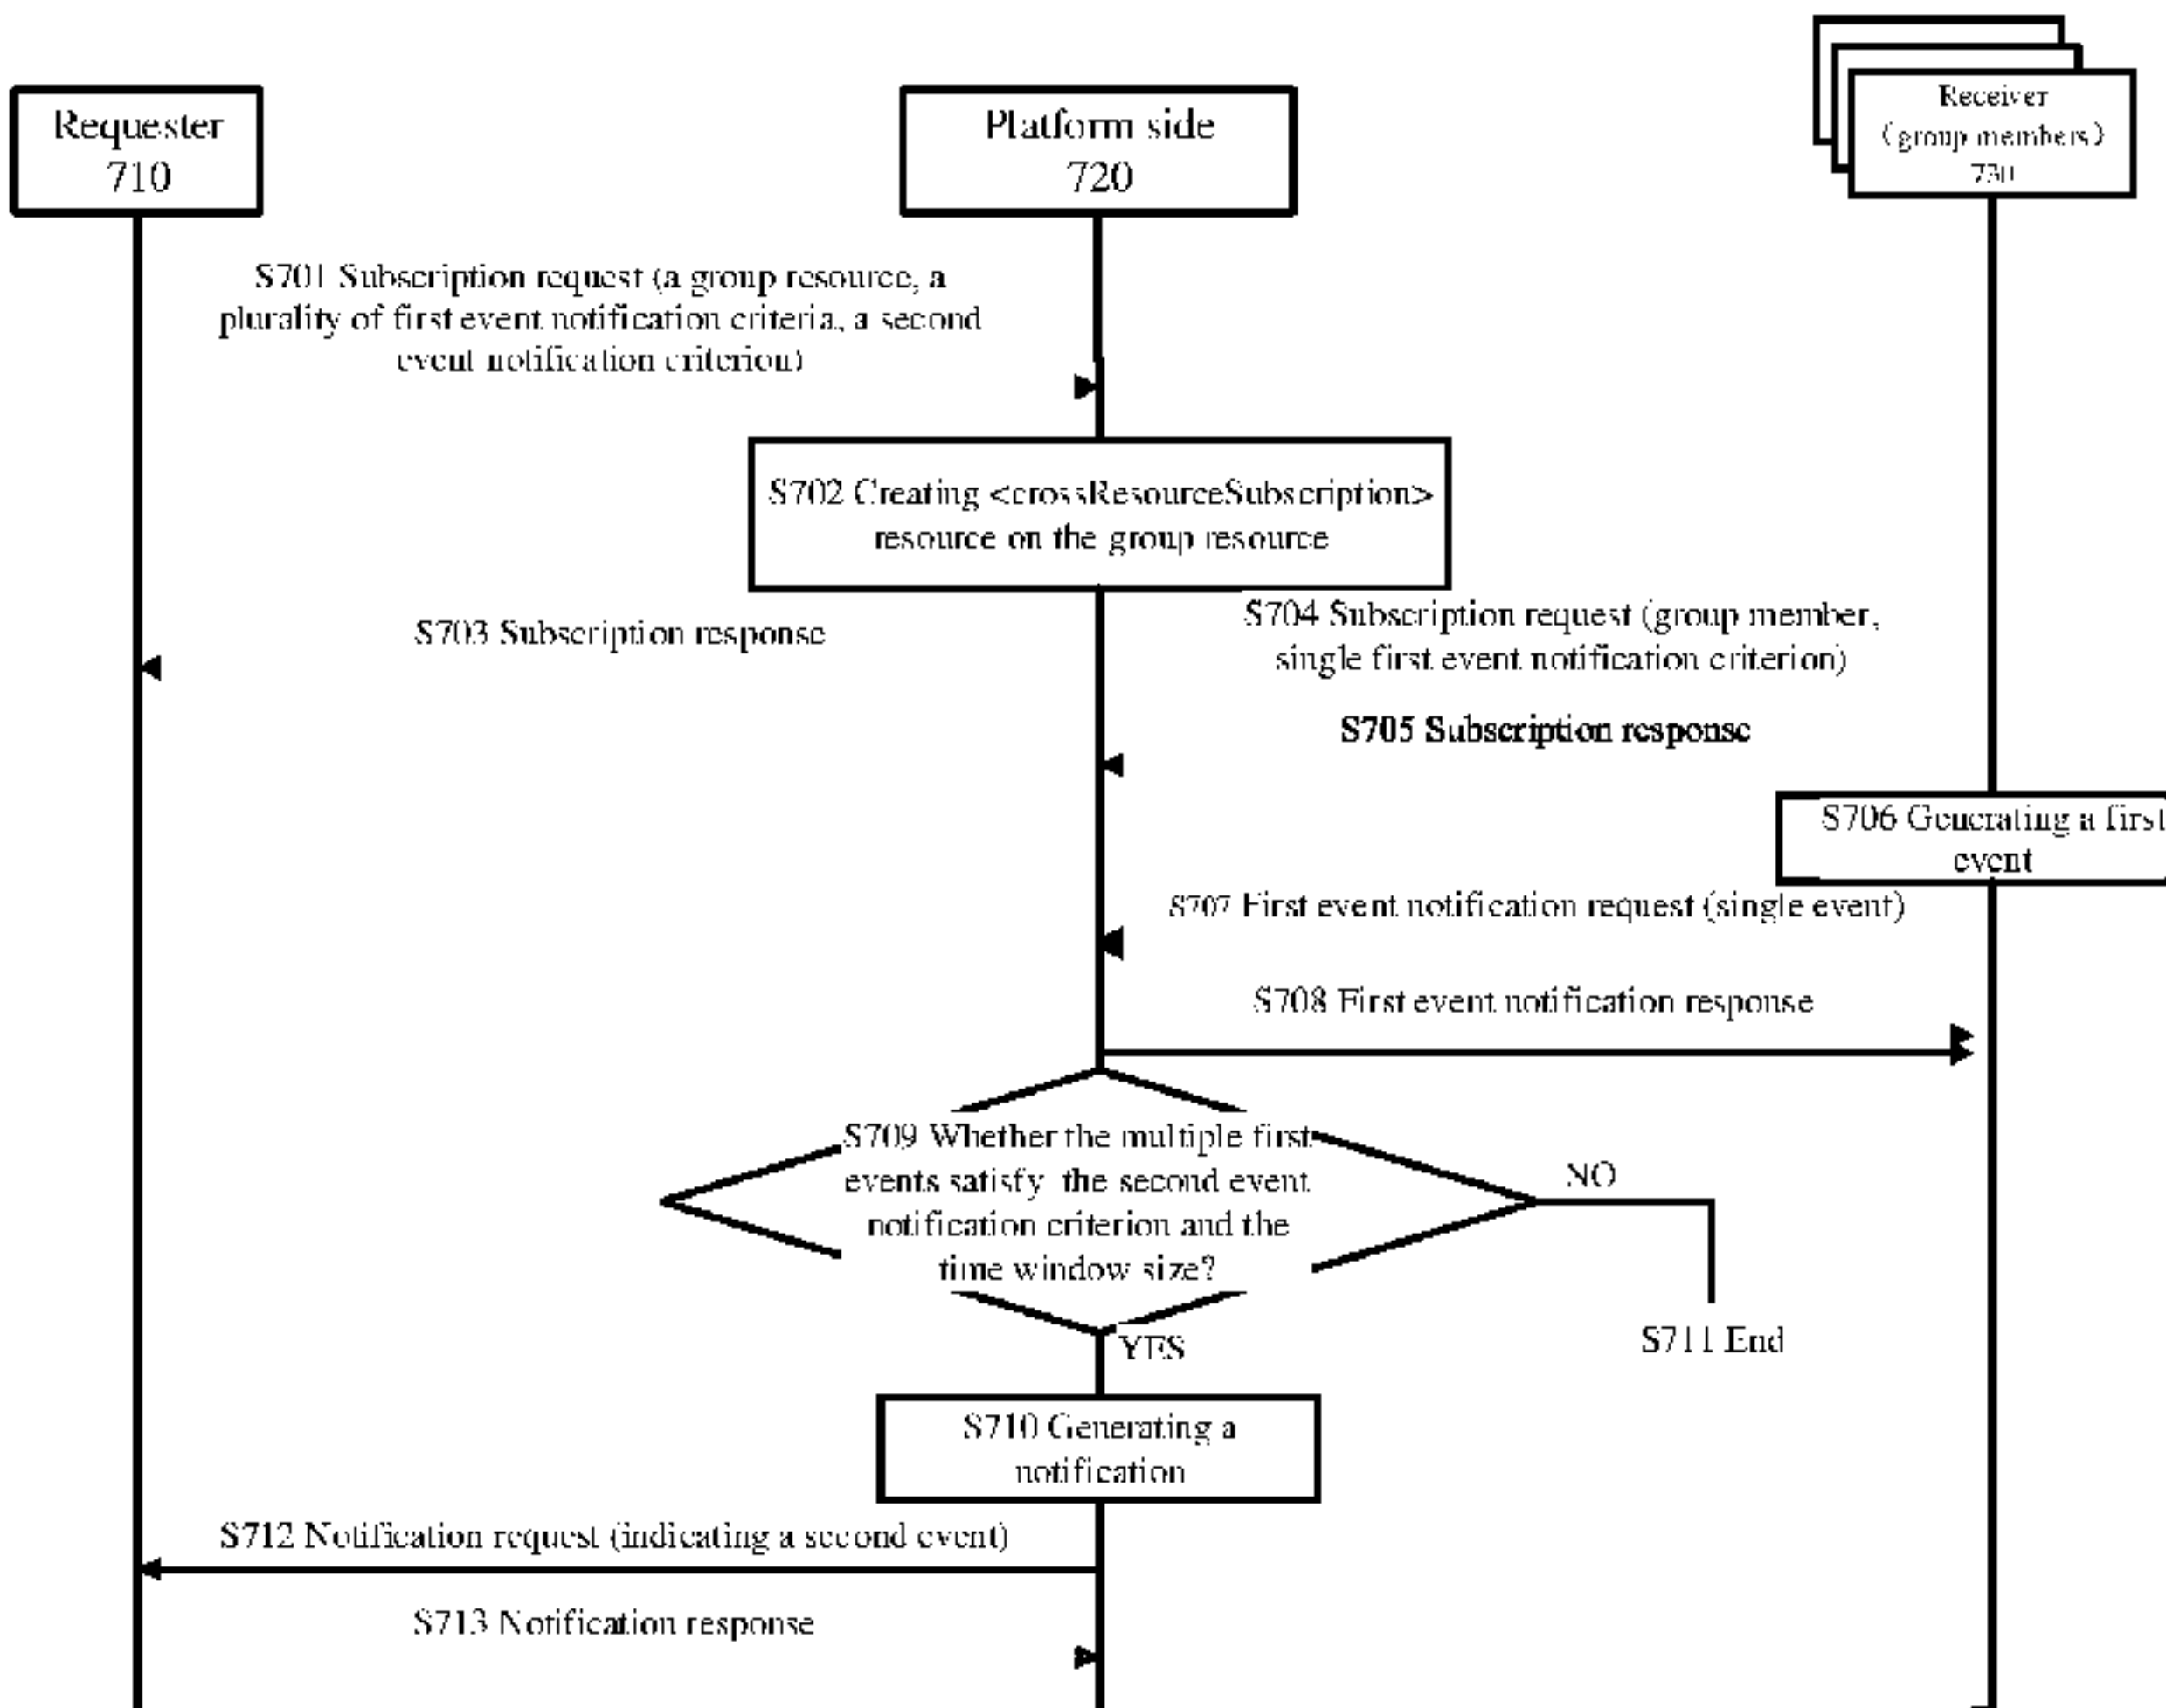 Requester
710
Platform side
720
Receiver
(group members)
730
S701 Subscription request (a group resource, a
plurality of first event notification criteria, a second
event notification criterion)
S702 Creating <crossResourceSubscription>
resource on the group resource
S703 Subscription response
S704 Subscription request (group member,
single first event notification criterion)
S705 Subscription response
S706 Generating a first
event
S707 First event notification request (single event)
S708 First event notification response
S709 Whether the multiple first
events satisfy the second event
notification criterion and the
time window size?
NO
YES
S711 End
S710 Generating a
notification
S712 Notification request (indicating a second event)
S713 Notification response